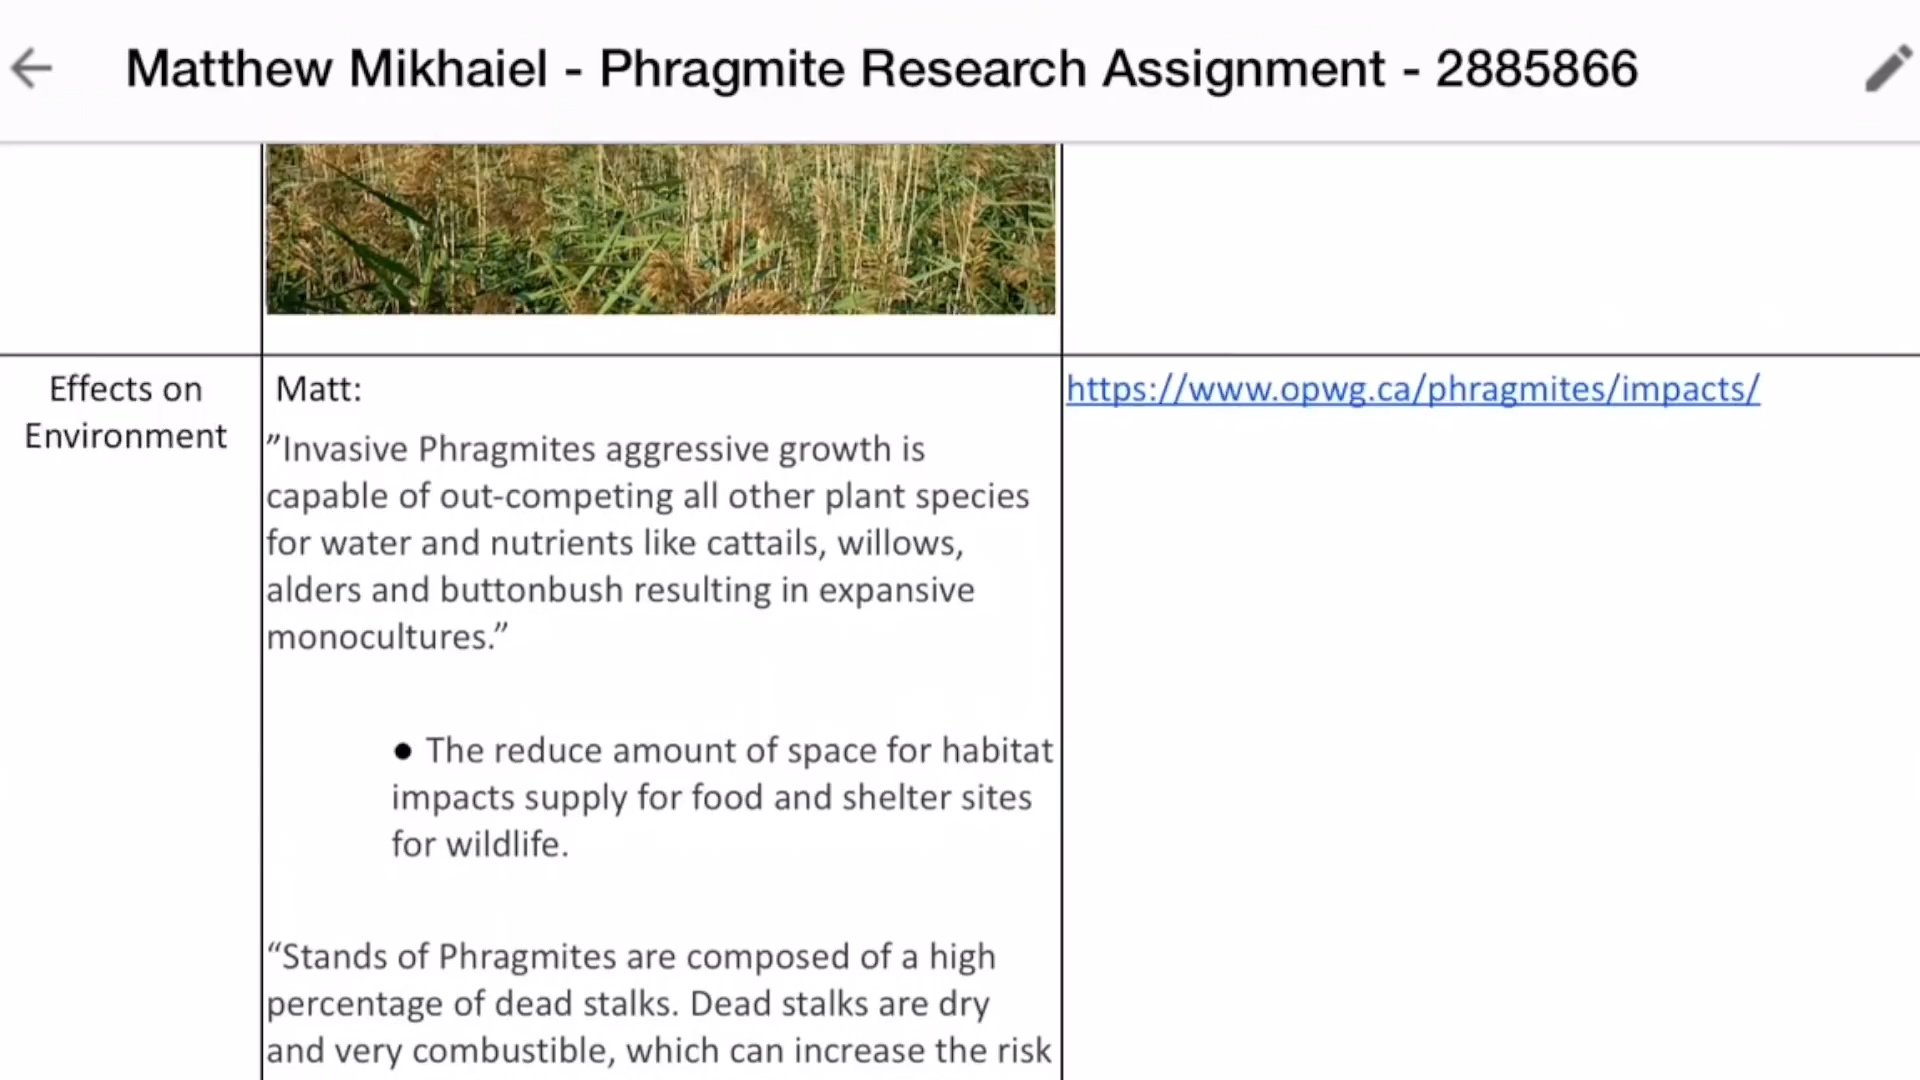 Matthew Mikhaiel - Phragmite Research Assignment - 2885866
Effects on
Environment
Matt:
”Invasive Phragmites aggressive growth is
capable of out-competing all other plant species
for water and nutrients like cattails, willows,
alders and buttonbush resulting in expansive
monocultures.”
● The reduce amount of space for habitat
impacts supply for food and shelter sites
for wildlife.
“Stands of Phragmites are composed of a high
percentage of dead stalks. Dead stalks are dry
and very combustible, which can increase the risk
https://www.opwg.ca/phragmites/impacts/